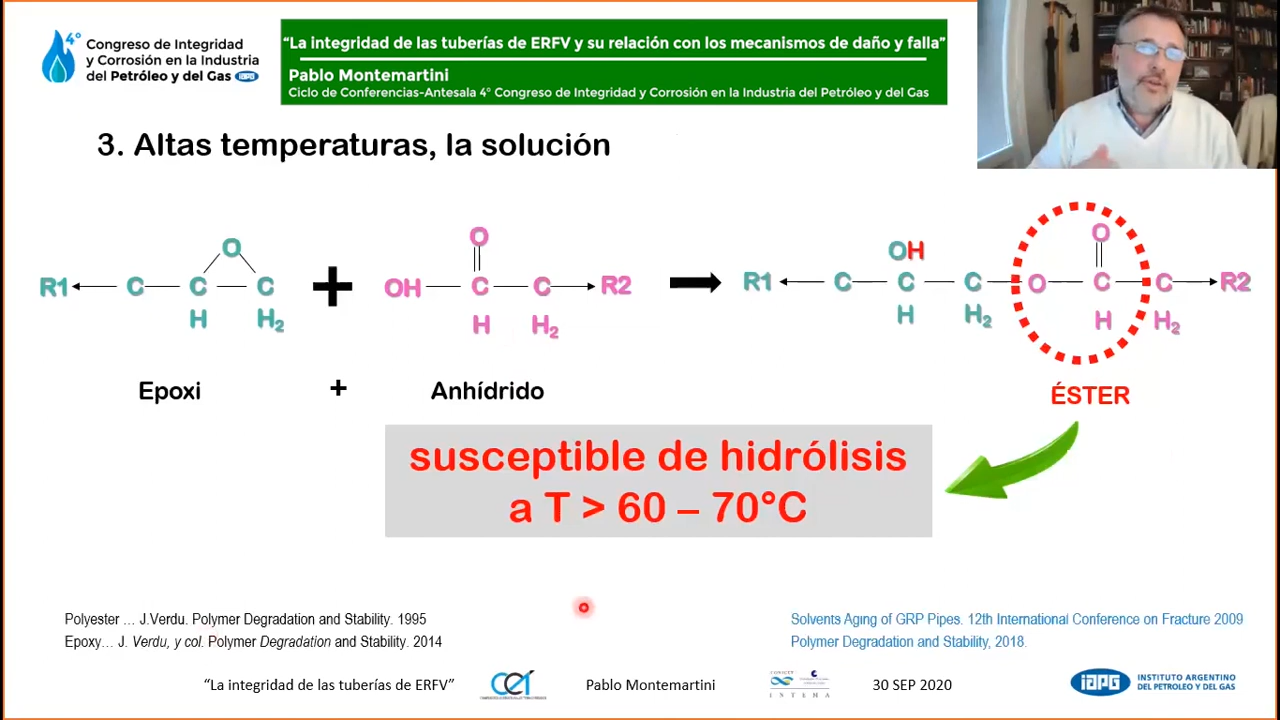 4°
Congreso de Integridad
y Corrosión en la Industria
del Petróleo y del Gas iapg
“La integridad de las tuberías de ERFV y su relación con los mecanismos de daño y falla”
Pablo Montemartini
Ciclo de Conferencias-Antesala 4° Congreso de Integridad y Corrosión en la Industria del Petróleo y del Gas
3. Altas temperaturas, la solución
O
R1 C C C
H H2
+
O
OH C C R2
H H2
OH O
R1 C C C O C C R2
H H2 H H2
Epoxi + Anhídrido
ÉSTER
susceptible de hidrólisis
a T > 60 – 70°C
Polyester … J.Verdu. Polymer Degradation and Stability. 1995
Epoxy… J. Verdu, y col. Polymer Degradation and Stability. 2014
Solvents Aging of GRP Pipes. 12th International Conference on Fracture 2009
Polymer Degradation and Stability, 2018.
“La integridad de las tuberías de ERFV”
Pablo Montemartini
CONICET
INTEMA
30 SEP 2020
iapg
INSTITUTO ARGENTINO
DEL PETROLEO Y DEL GAS